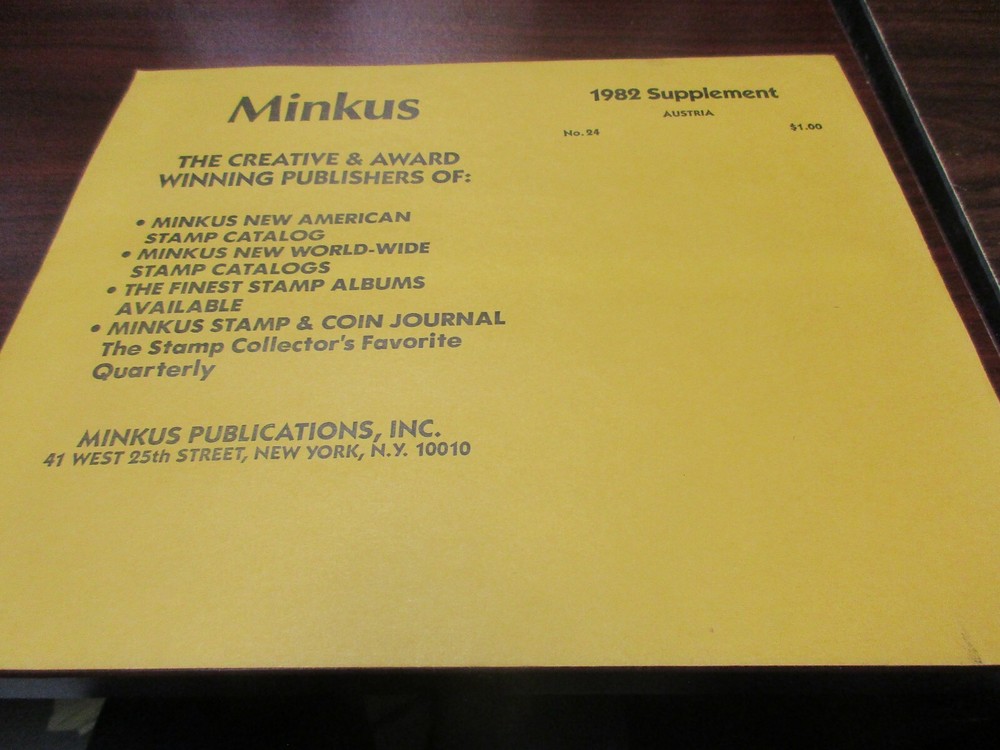 Minkus
THE CREATIVE & AWARD
WINNING PUBLISHERS OF:
• MINKUS NEW AMERICAN
STAMP CATALOG
• MINKUS NEW WORLD-WIDE
STAMP CATALOGS
• THE FINEST STAMP ALBUMS
AVAILABLE
• MINKUS STAMP & COIN JOURNAL
The Stamp Collector's Favorite
Quarterly
MINKUS PUBLICATIONS, INC.
41 WEST 25th STREET, NEW YORK, N.Y. 10010
1982 Supplement
AUSTRIA
No. 24 $1.00